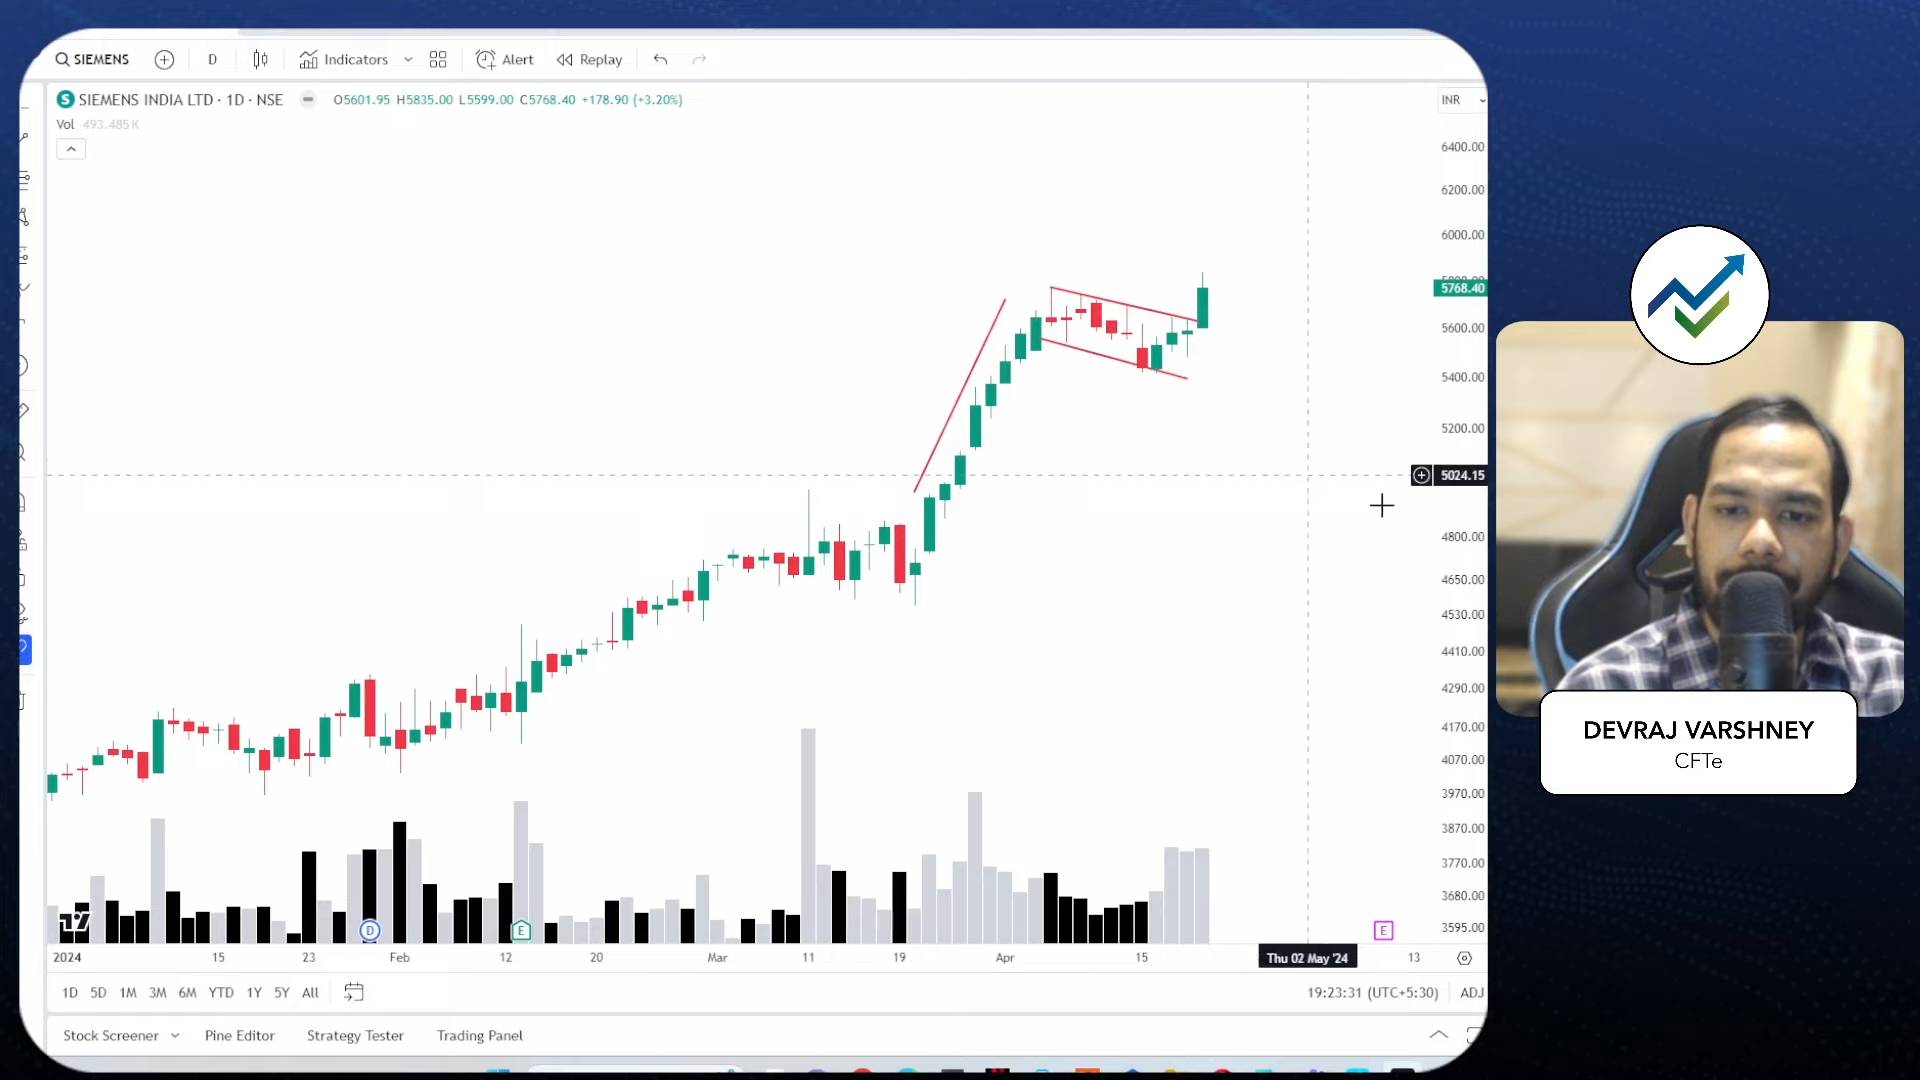 SIEMENS D Indicators Alert Replay
S SIEMENS INDIA LTD · 1D · NSE O5601.95 H5835.00 L5599.00 C5768.40 +178.90 (+3.20%) INR
Vol 493.485K
6400.00
6200.00
6000.00
5768.40
5600.00
5400.00
5200.00
5024.15
4800.00
4650.00
4530.00
4410.00
4290.00
4170.00
4070.00
3970.00
3870.00
3770.00
3680.00
3595.00
D E E
2024 15 23 Feb 12 20 Mar 11 19 Apr 15 Thu 02 May '24 13
1D 5D 1M 3M 6M YTD 1Y 5Y All 19:23:31 (UTC+5:30) ADJ
Stock Screener Pine Editor Strategy Tester Trading Panel
DEVRAJ VARSHNEY
CFTe